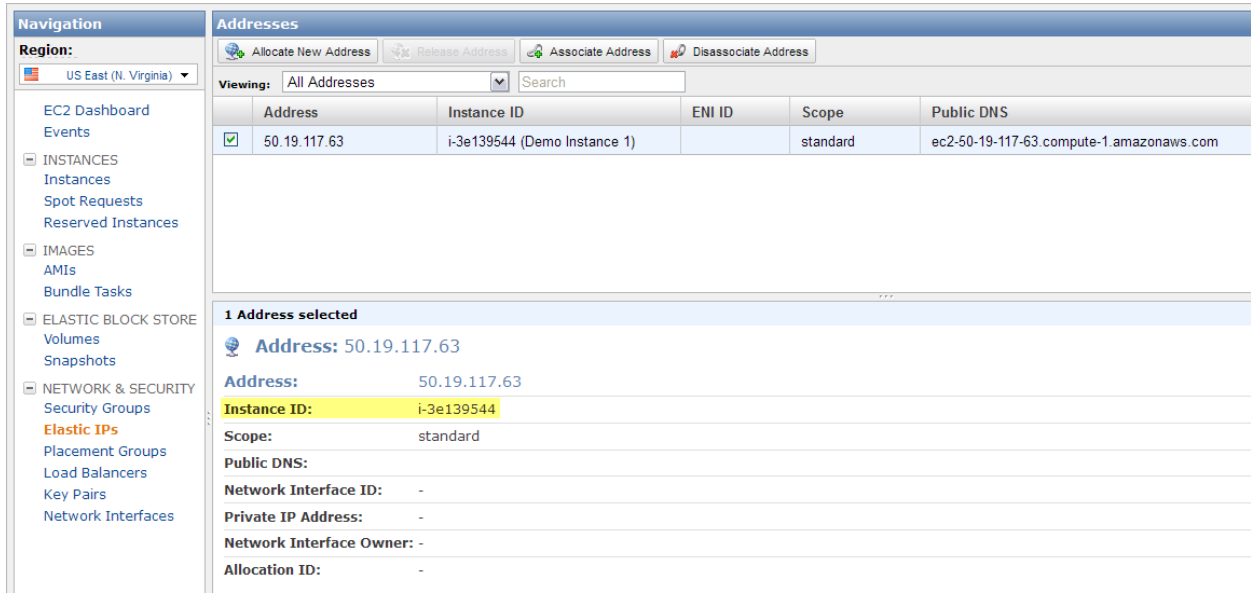 Navigation
Region:
US East (N. Virginia)
EC2 Dashboard
Events
INSTANCES
Instances
Spot Requests
Reserved Instances
IMAGES
AMIs
Bundle Tasks
ELASTIC BLOCK STORE
Volumes
Snapshots
NETWORK & SECURITY
Security Groups
Elastic IPs
Placement Groups
Load Balancers
Key Pairs
Network Interfaces
Addresses
Allocate New Address Release Address Associate Address Disassociate Address
Viewing: All Addresses Search
Address Instance ID ENI ID Scope Public DNS
50.19.117.63 i-3e139544 (Demo Instance 1) standard ec2-50-19-117-63.compute-1.amazonaws.com
1 Address selected
Address: 50.19.117.63
Address: 50.19.117.63
Instance ID: i-3e139544
Scope: standard
Public DNS:
Network Interface ID: -
Private IP Address: -
Network Interface Owner: -
Allocation ID: -